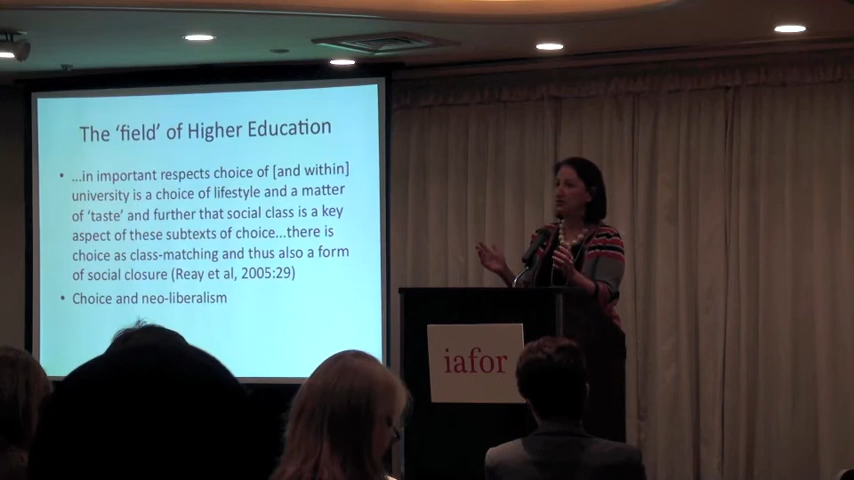 The ‘field’ of Higher Education
• …in important respects choice of [and within]
university is a choice of lifestyle and a matter
of ‘taste’ and further that social class is a key
aspect of these subtexts of choice…there is
choice as class-matching and thus also a form
of social closure (Reay et al, 2005:29)
• Choice and neo-liberalism
iafor